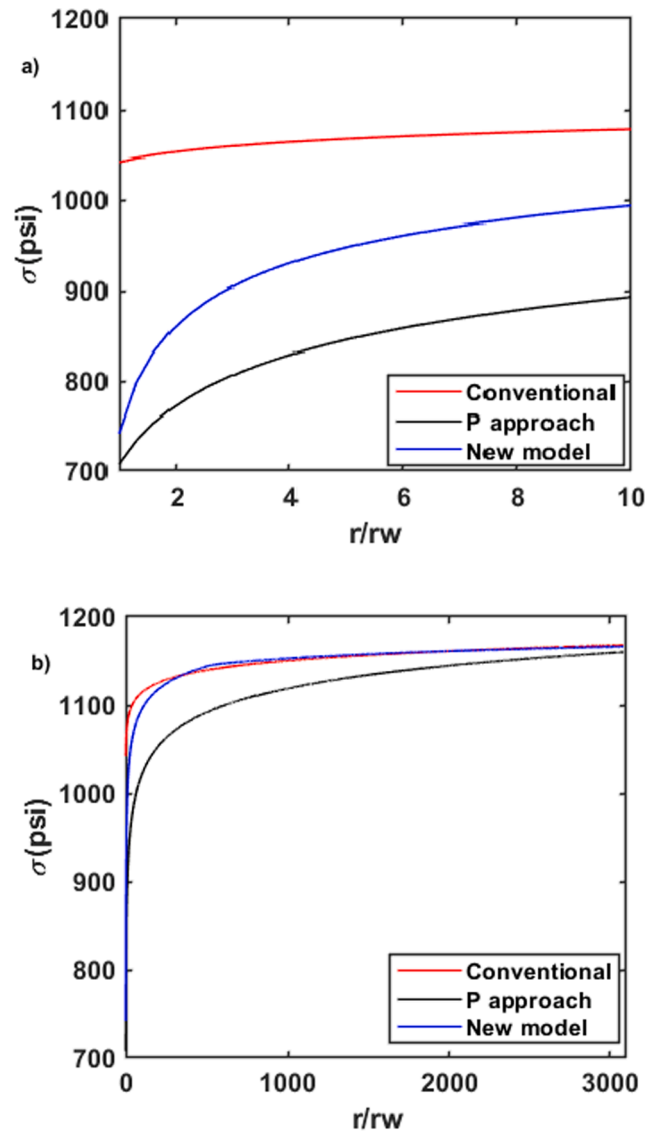 a)
1200
1100
1000
900
800
700
σ(psi)
2 4 6 8 10
r/rw
Conventional
P approach
New model
b)
1200
1100
1000
900
800
700
σ(psi)
0 1000 2000 3000
r/rw
Conventional
P approach
New model